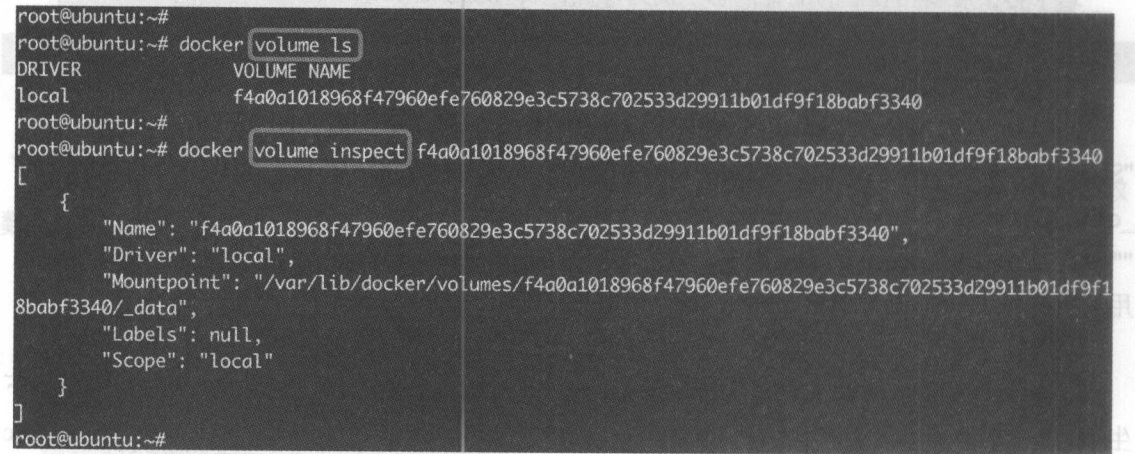 root@ubuntu:~#
root@ubuntu:~# docker volume ls
DRIVER              VOLUME NAME
local               f4a0a1018968f47960efe760829e3c5738c702533d29911b01df9f18babf3340
root@ubuntu:~#
root@ubuntu:~# docker volume inspect f4a0a1018968f47960efe760829e3c5738c702533d29911b01df9f18babf3340
[
    {
        "Name": "f4a0a1018968f47960efe760829e3c5738c702533d29911b01df9f18babf3340",
        "Driver": "local",
        "Mountpoint": "/var/lib/docker/volumes/f4a0a1018968f47960efe760829e3c5738c702533d29911b01df9f1
8babf3340/_data",
        "Labels": null,
        "Scope": "local"
    }
]
root@ubuntu:~#